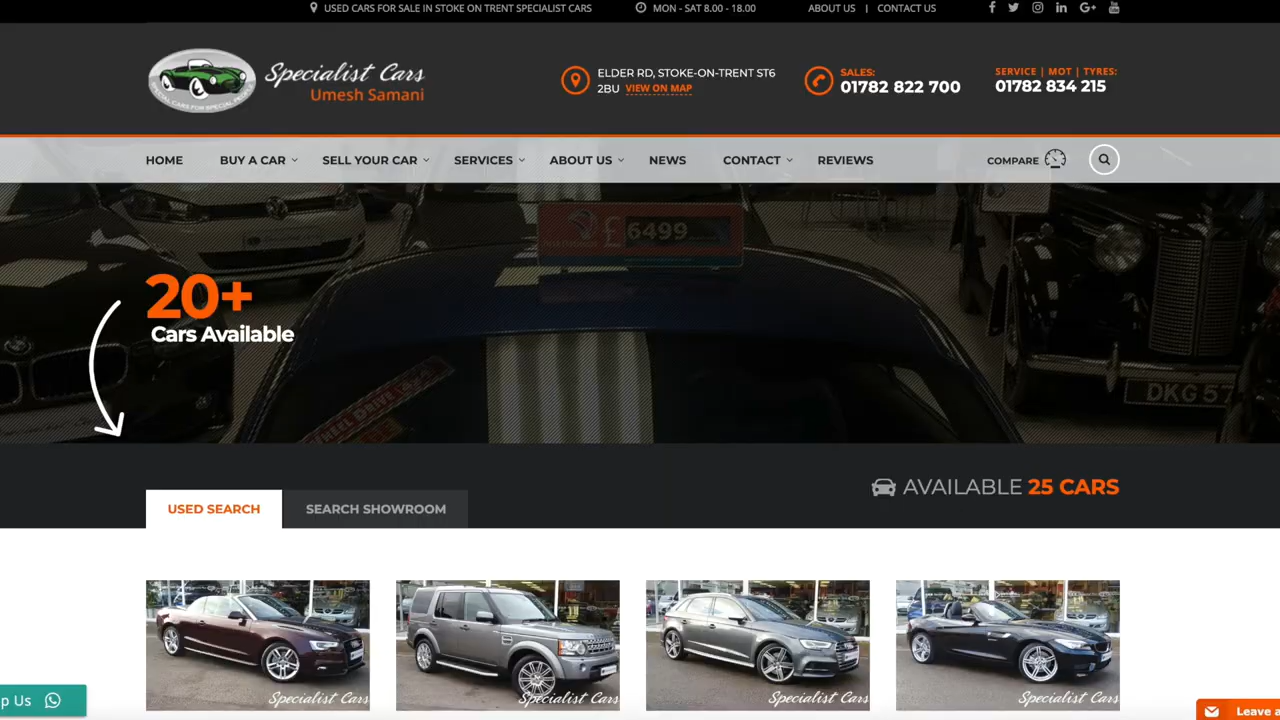 USED CARS FOR SALE IN STOKE ON TRENT SPECIALIST CARS
MON - SAT 8.00 - 18.00
ABOUT US | CONTACT US
Specialist Cars
Umesh Samani
ELDER RD, STOKE-ON-TRENT ST6
2BU VIEW ON MAP
SALES:
01782 822 700
SERVICE | MOT | TYRES:
01782 834 215
HOME
BUY A CAR
SELL YOUR CAR
SERVICES
ABOUT US
NEWS
CONTACT
REVIEWS
COMPARE
£6499
20+
Cars Available
DKG 57
WHEEL DRIVE
AVAILABLE 25 CARS
USED SEARCH
SEARCH SHOWROOM
Specialist Cars
Specialist Cars
Specialist Cars
Specialist Cars
p Us
Leave a